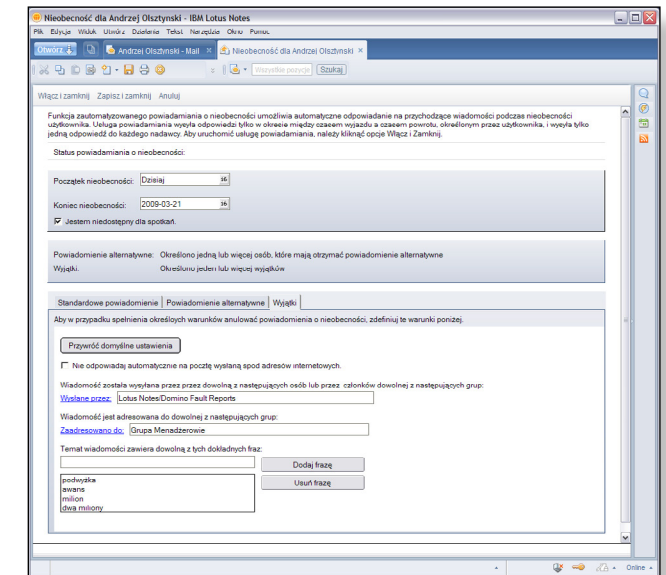 Nieobecność dla Andrzej Olsztynski - IBM Lotus Notes
Plik Edycja Widok Utwórz Działania Tekst Narzędzia Okno Pomoc
Otwórz Andrzej Olsztynski - Mail Nieobecność dla Andrzej Olsztynski
Wszystkie pozycje Szukaj
Włącz i zamknij Zapisz i zamknij Anuluj
Funkcja zautomatyzowanego powiadamiania o nieobecności umożliwia automatyczne odpowiadanie na przychodzące wiadomości podczas nieobecności
użytkownika. Usługa powiadamiania wysyła odpowiedzi tylko w okresie między czasem wyjazdu a czasem powrotu, określonym przez użytkownika, i wysyła tylko
jedną odpowiedź do każdego nadawcy. Aby uruchomić usługę powiadamiania, należy kliknąć opcje Włącz i Zamknij.
Status powiadamiania o nieobecności:
Początek nieobecności: Dzisiaj 16
Koniec nieobecności: 2009-03-21 16
Jestem niedostępny dla spotkań.
Powiadomienie alternatywne: Określono jedną lub więcej osób, które mają otrzymać powiadomienie alternatywne
Wyjątki: Określono jeden lub więcej wyjątków
Standardowe powiadomienie Powiadomienie alternatywne Wyjątki
Aby w przypadku spełnienia określoych warunków anulować powiadomienia o nieobecności, zdefiniuj te warunki poniżej.
Przywróć domyślne ustawienia
Nie odpowiadaj automatycznie na pocztę wysłaną spod adresów internetowych.
Wiadomość została wysyłana przez przez dowolną z następujących osób lub przez członków dowolnej z następujących grup:
Wysłane przez: Lotus Notes/Domino Fault Reports
Wiadomość jest adresowana do dowolnej z następujących grup:
Zaadresowano do: Grupa Menadżerowie
Temat wiadomości zawiera dowolną z tych dokładnych fraz:
Dodaj frazę
Usuń frazę
podwyżka
awans
milion
dwa miliony
Online